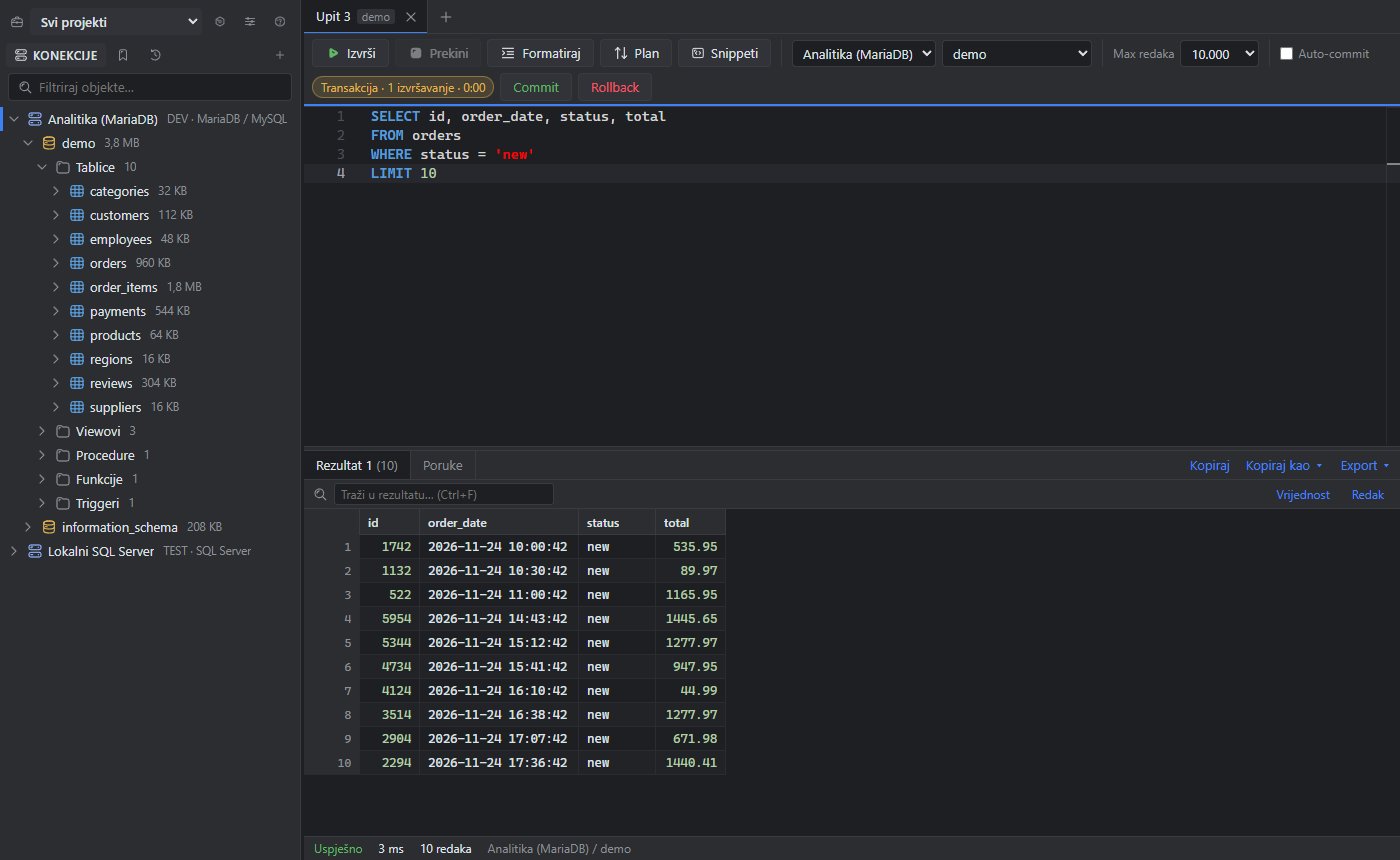 Svi projekti
KONEKCIJE
Filtriraj objekte...
Analitika (MariaDB) DEV · MariaDB / MySQL
demo 3,8 MB
Tablice 10
categories 32 KB
customers 112 KB
employees 48 KB
orders 960 KB
order_items 1,8 MB
payments 544 KB
products 64 KB
regions 16 KB
reviews 304 KB
suppliers 16 KB
Viewovi 3
Procedure 1
Funkcije 1
Triggeri 1
information_schema 208 KB
Lokalni SQL Server TEST · SQL Server
Upit 3 demo
Izvrši Prekini Formatiraj Plan Snippeti Analitika (MariaDB) demo Max redaka 10.000 Auto-commit
Transakcija · 1 izvršavanje · 0:00 Commit Rollback
1 SELECT id, order_date, status, total
2 FROM orders
3 WHERE status = 'new'
4 LIMIT 10
Rezultat 1 (10) Poruke Kopiraj Kopiraj kao Export
Traži u rezultatu... (Ctrl+F) Vrijednost Redak
id order_date status total
1 1742 2026-11-24 10:00:42 new 535.95
2 1132 2026-11-24 10:30:42 new 89.97
3 522 2026-11-24 11:00:42 new 1165.95
4 5954 2026-11-24 14:43:42 new 1445.65
5 5344 2026-11-24 15:12:42 new 1277.97
6 4734 2026-11-24 15:41:42 new 947.95
7 4124 2026-11-24 16:10:42 new 44.99
8 3514 2026-11-24 16:38:42 new 1277.97
9 2904 2026-11-24 17:07:42 new 671.98
10 2294 2026-11-24 17:36:42 new 1440.41
Uspješno 3 ms 10 redaka Analitika (MariaDB) / demo